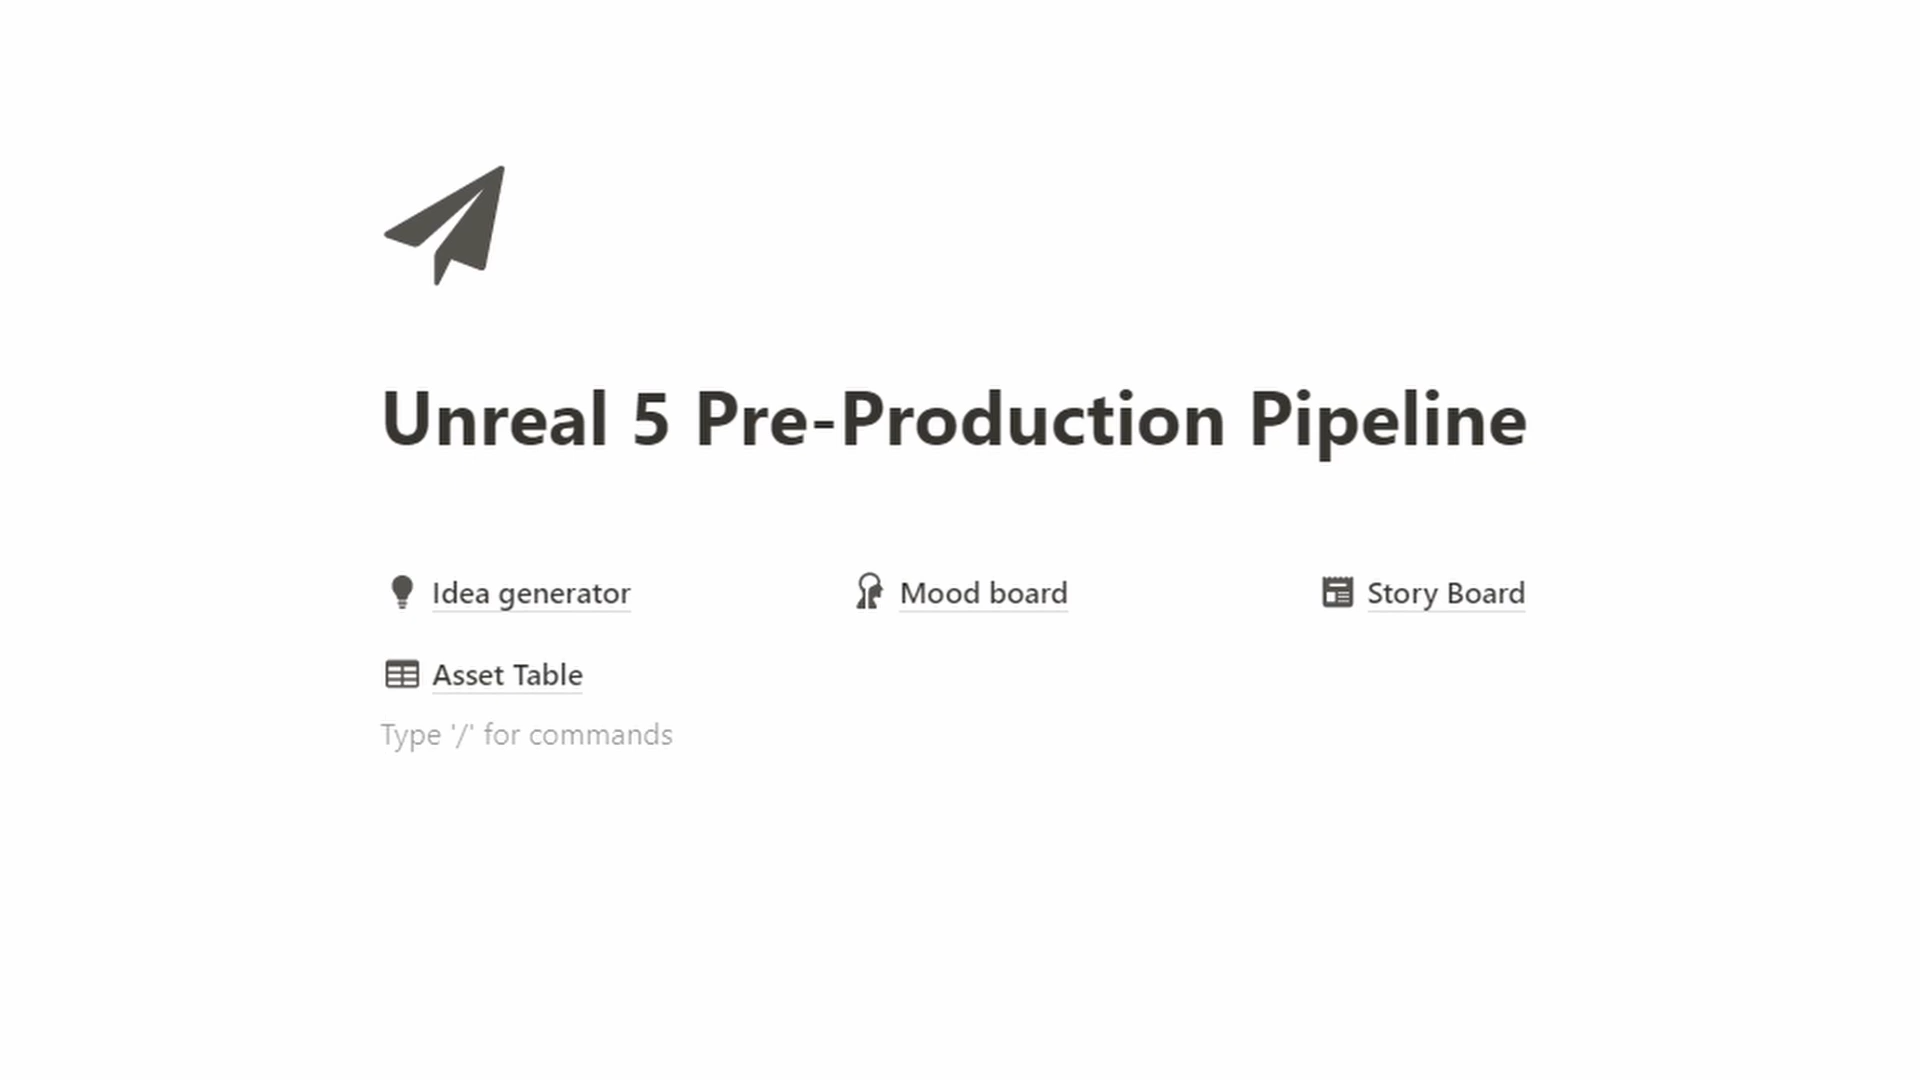 Unreal 5 Pre-Production Pipeline
Idea generator
Mood board
Story Board
Asset Table
Type '/' for commands